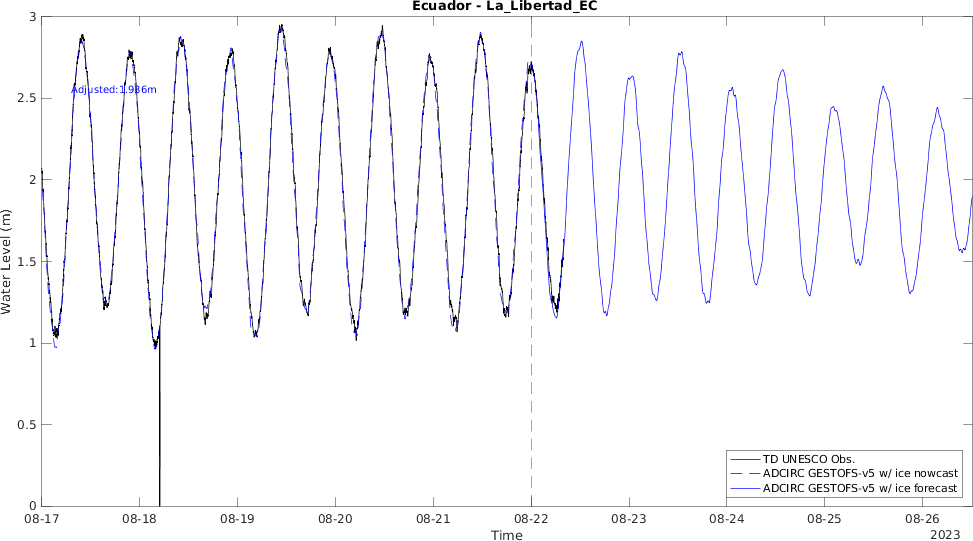 Ecuador - La_Libertad_EC
3
2.5
2
1.5
1
0.5
0
Water Level (m)
Adjusted:1.936m
TD UNESCO Obs.
ADCIRC GESTOFS-v5 w/ ice nowcast
ADCIRC GESTOFS-v5 w/ ice forecast
08-17 08-18 08-19 08-20 08-21 08-22 08-23 08-24 08-25 08-26
Time
2023